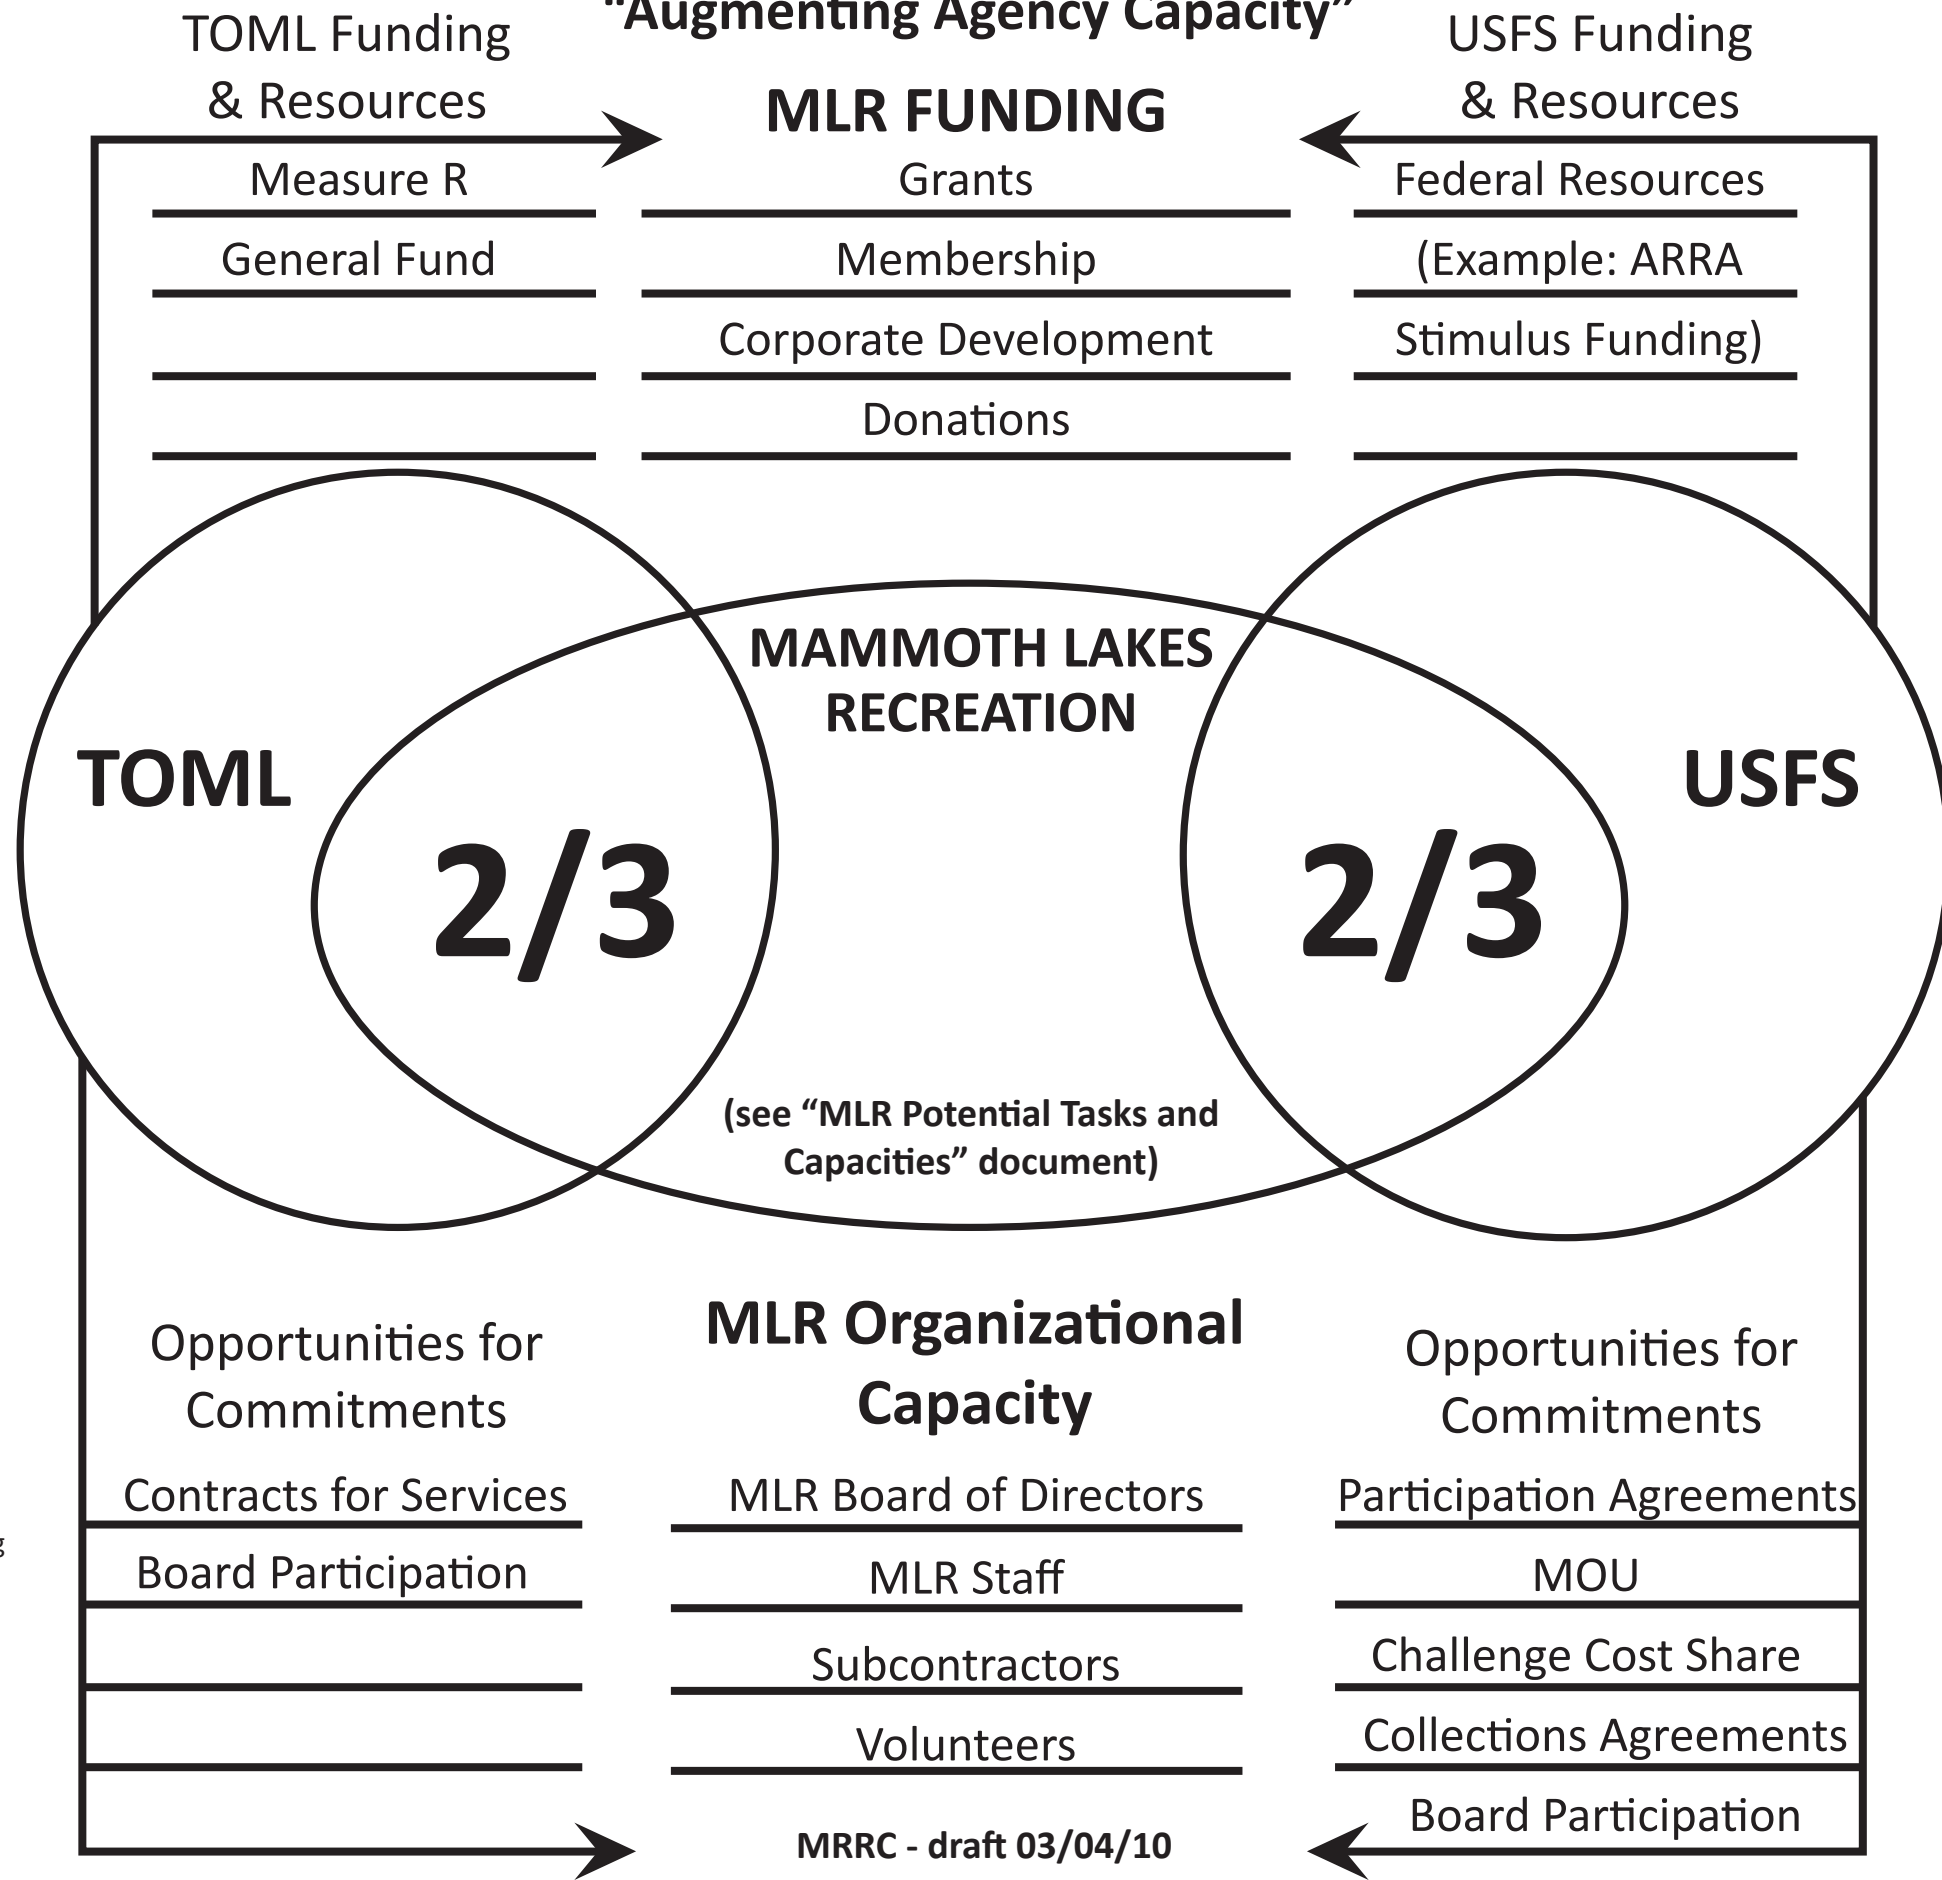 “Augmenting Agency Capacity”
TOML Funding
& Resources
MLR FUNDING
USFS Funding
& Resources
Measure R
General Fund
Grants
Membership
Corporate Development
Donations
Federal Resources
(Example: ARRA
Stimulus Funding)
MAMMOTH LAKES
RECREATION
TOML
USFS
2/3
2/3
(see “MLR Potential Tasks and
Capacities” document)
Opportunities for
Commitments
Contracts for Services
Board Participation
MLR Organizational
Capacity
MLR Board of Directors
MLR Staff
Subcontractors
Volunteers
Opportunities for
Commitments
Participation Agreements
MOU
Challenge Cost Share
Collections Agreements
Board Participation
MRRC - draft 03/04/10